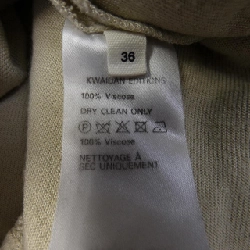 36
KWAIDAN EDITIONS
100% Viscose
DRY CLEAN ONLY
100% Viscose
NETTOYAGE À
SEC UNIQUEMENT